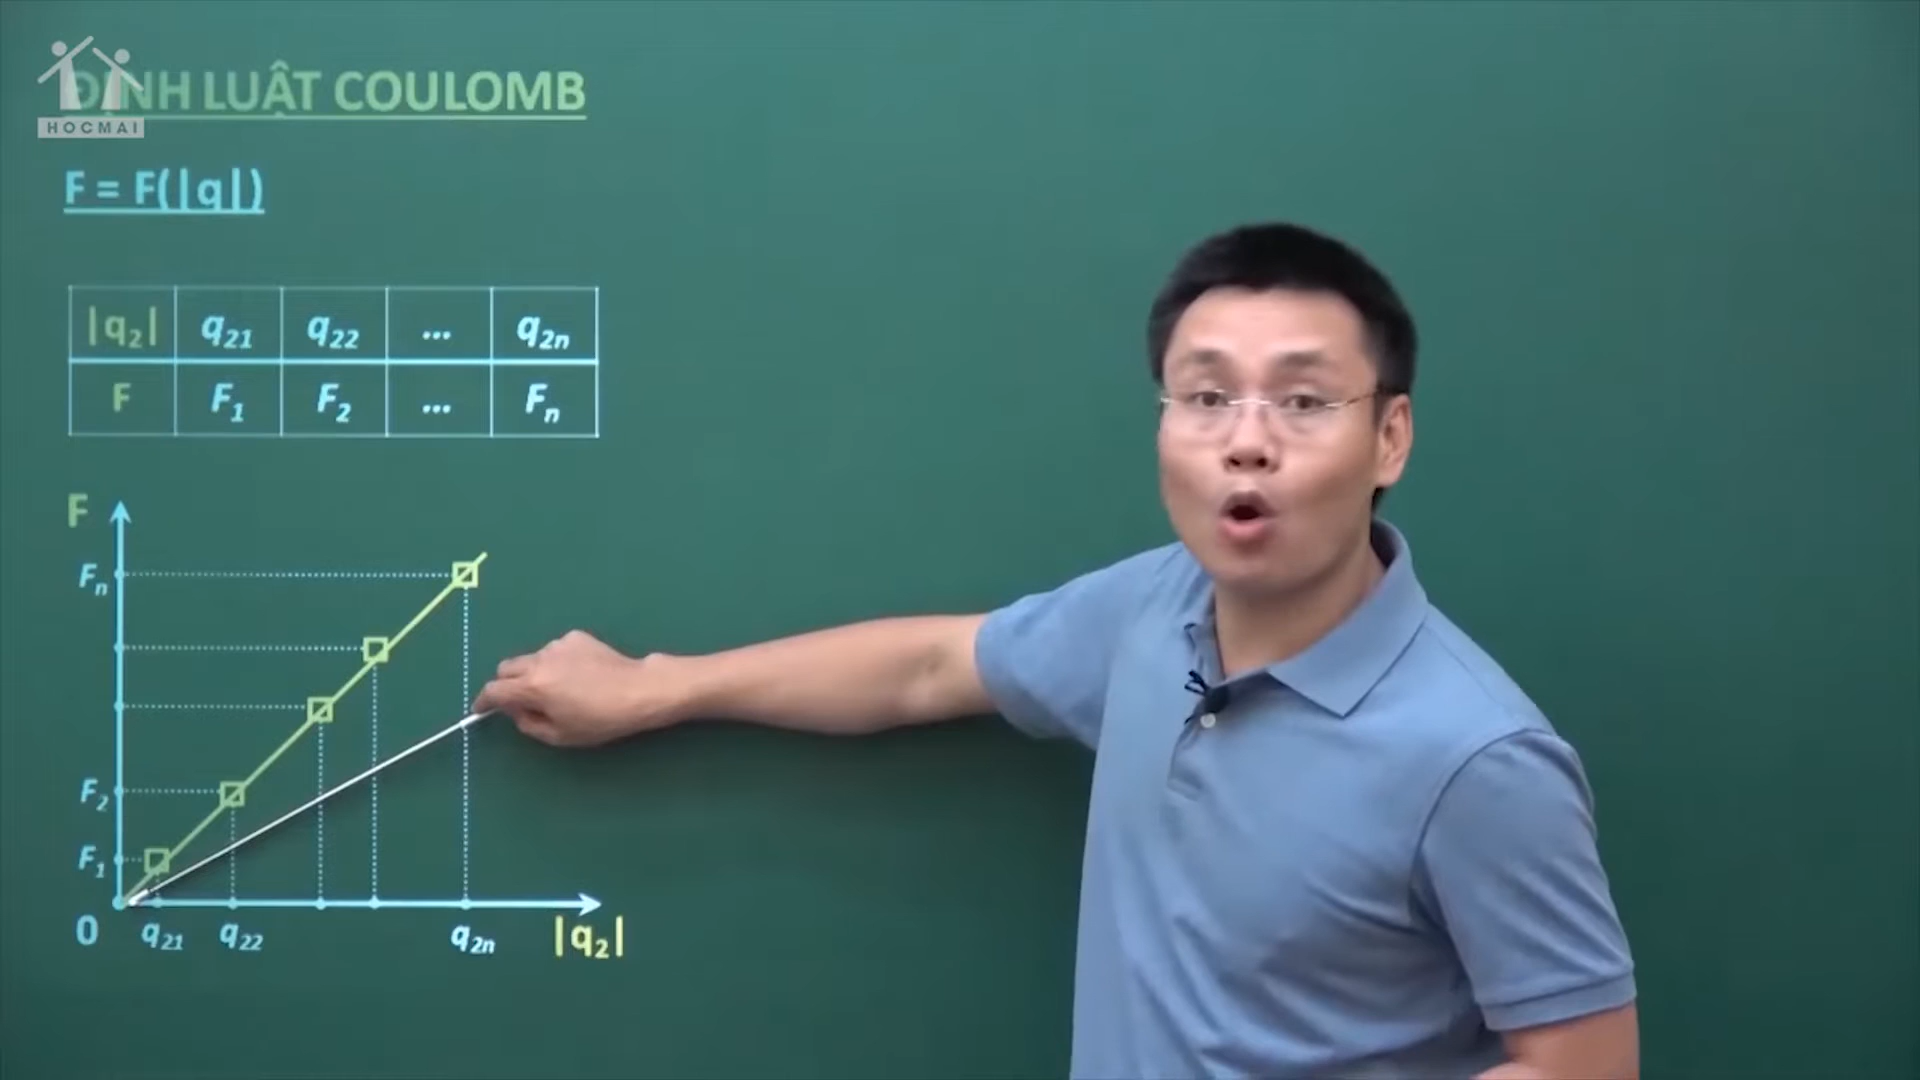 ĐỊNH LUẬT COULOMB
HOCMAI
F = F(|q|)
|q₂| q₂₁ q₂₂ ... q₂ₙ
F F₁ F₂ ... Fₙ
F
Fₙ
F₂
F₁
0 q₂₁ q₂₂ q₂ₙ |q₂|